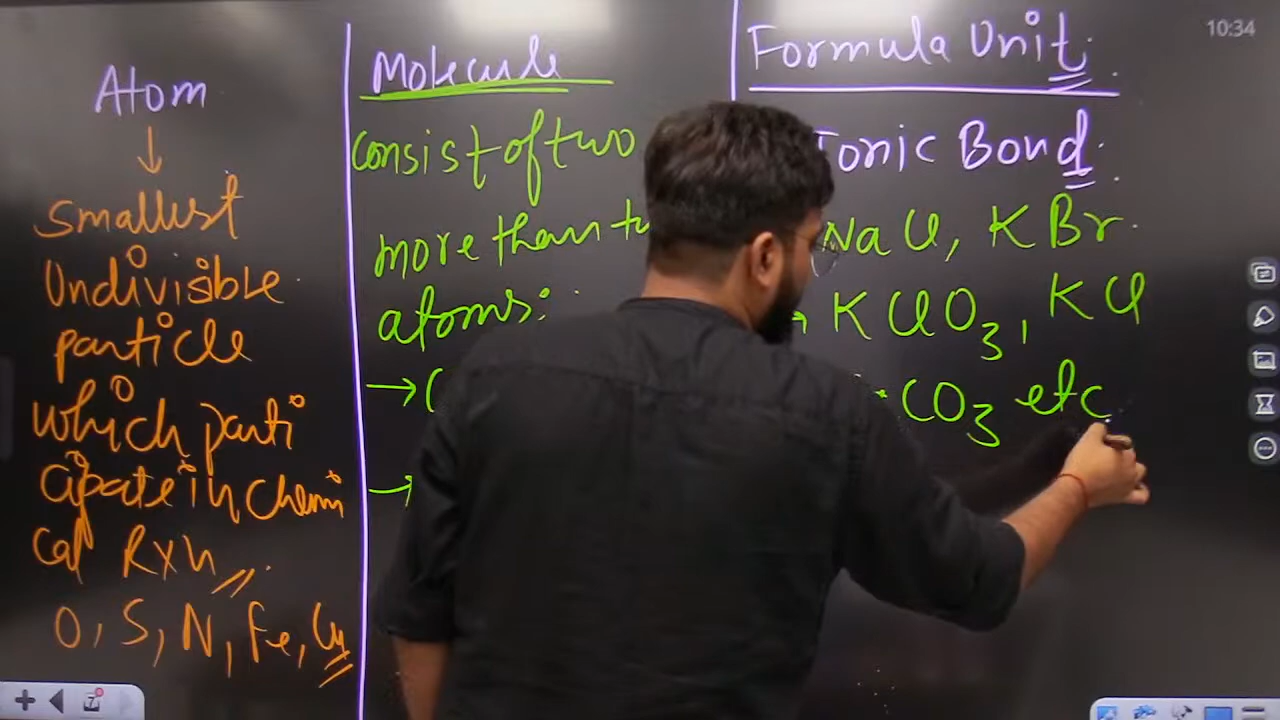 10:34
Atom
Smallest
Undivisible
particle
which parti
cipate in chemi
cal Rxn
O, S, N, Fe, Cu
Molecule
consist of two
more than
atoms:
Formula Unit
Ionic Bond.
NaCl, KBr.
KClO3, KCl
CO3 etc